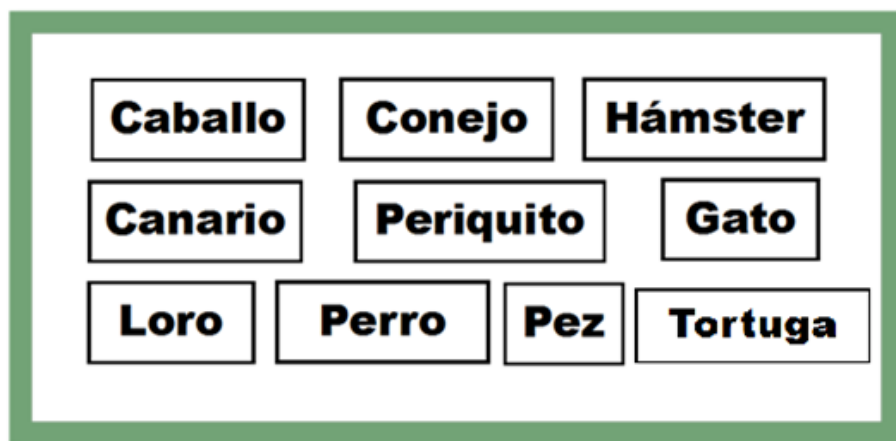 Caballo Conejo Hámster
Canario Periquito Gato
Loro Perro Pez Tortuga